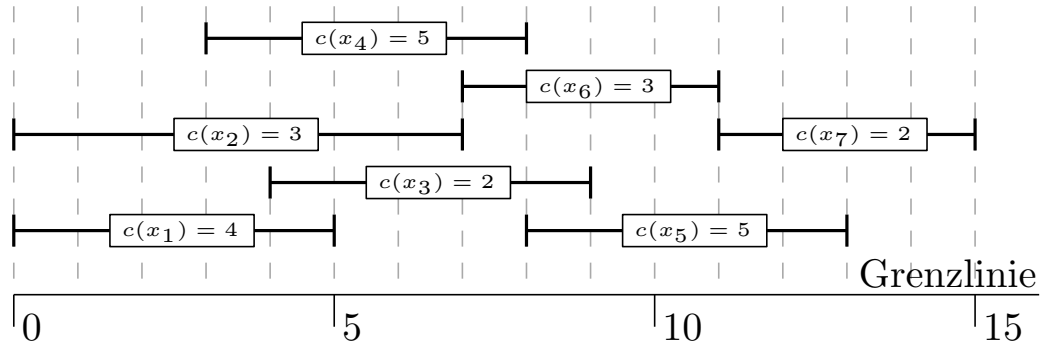 c(x₄) = 5
c(x₆) = 3
c(x₂) = 3
c(x₇) = 2
c(x₃) = 2
c(x₁) = 4
c(x₅) = 5
Grenzlinie
0
5
10
15